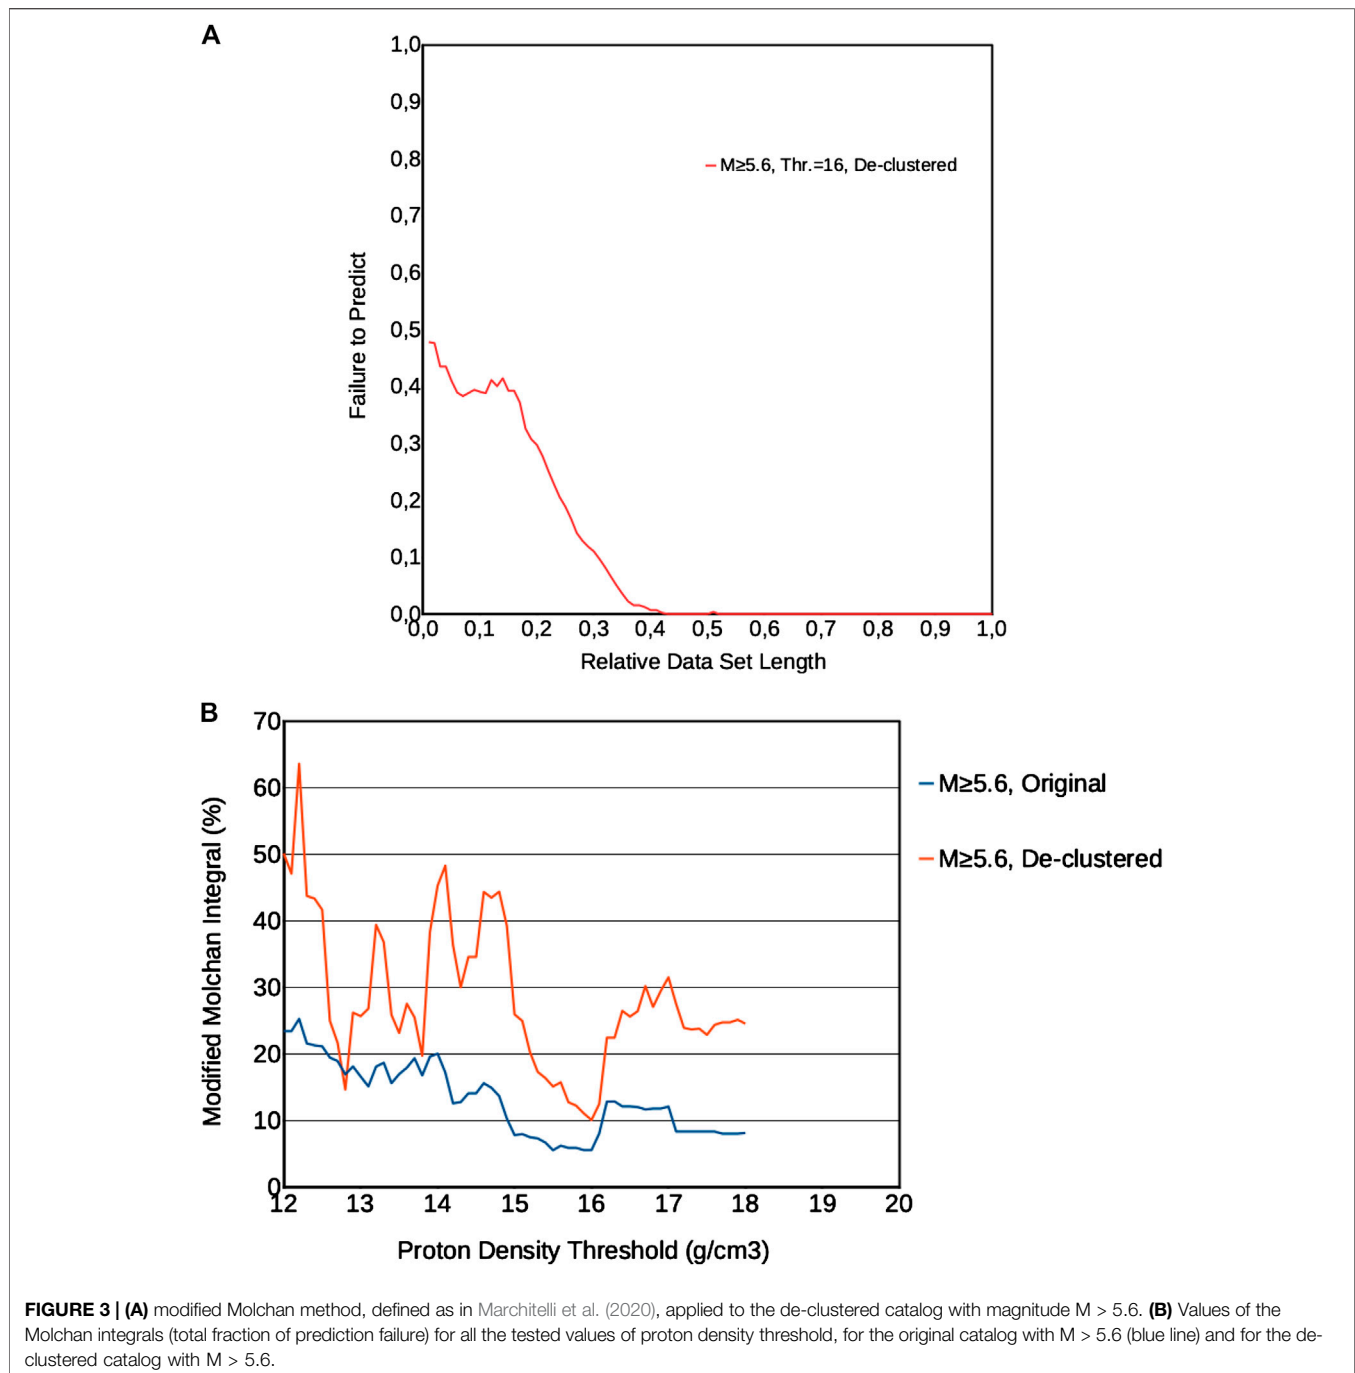 A
1,0
0,9
0,8
0,7
0,6
0,5
0,4
0,3
0,2
0,1
0,0
Failure to Predict
M≥5.6, Thr.=16, De-clustered
0,0 0,1 0,2 0,3 0,4 0,5 0,6 0,7 0,8 0,9 1,0
Relative Data Set Length
B
70
60
50
40
30
20
10
0
Modified Molchan Integral (%)
M≥5.6, Original
M≥5.6, De-clustered
12 13 14 15 16 17 18 19 20
Proton Density Threshold (g/cm3)
FIGURE 3 | (A) modified Molchan method, defined as in Marchitelli et al. (2020), applied to the de-clustered catalog with magnitude M > 5.6. (B) Values of the
Molchan integrals (total fraction of prediction failure) for all the tested values of proton density threshold, for the original catalog with M > 5.6 (blue line) and for the de-
clustered catalog with M > 5.6.